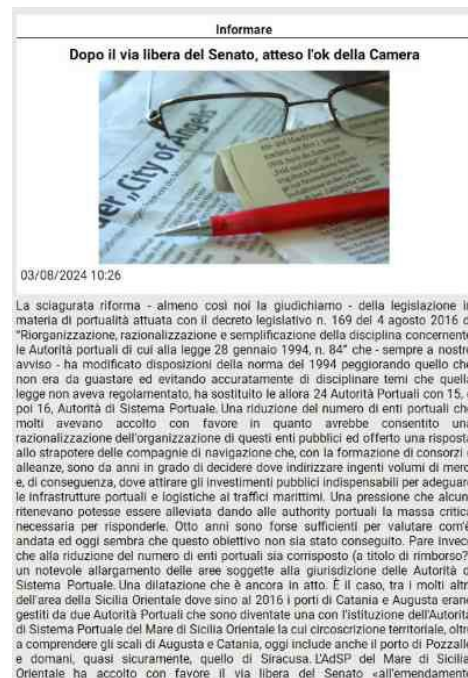 Informare
Dopo il via libera del Senato, atteso l'ok della Camera
der „City of Angels"
03/08/2024 10:26
La sciagurata riforma - almeno così noi la giudichiamo - della legislazione in
materia di portualità attuata con il decreto legislativo n. 169 del 4 agosto 2016 d
"Riorganizzazione, razionalizzazione e semplificazione della disciplina concernente
le Autorità portuali di cui alla legge 28 gennaio 1994, n. 84" che - sempre a nostro
avviso - ha modificato disposizioni della norma del 1994 peggiorando quello che
non era da guastare ed evitando accuratamente di disciplinare temi che quella
legge non aveva regolamentato, ha sostituito le allora 24 Autorità Portuali con 15,
poi 16, Autorità di Sistema Portuale. Una riduzione del numero di enti portuali che
molti avevano accolto con favore in quanto avrebbe consentito una
razionalizzazione dell'organizzazione di questi enti pubblici ed offerto una risposta
allo strapotere delle compagnie di navigazione che, con la formazione di consorzi e
alleanze, sono da anni in grado di decidere dove indirizzare ingenti volumi di merci
e, di conseguenza, dove attirare gli investimenti pubblici indispensabili per adeguare
le infrastrutture portuali e logistiche ai traffici marittimi. Una pressione che alcuni
ritenevano potesse essere alleviata dando alle authority portuali la massa critica
necessaria per risponderle. Otto anni sono forse sufficienti per valutare com'è
andata ed oggi sembra che questo obiettivo non sia stato conseguito. Pare invece
che alla riduzione del numero di enti portuali sia corrisposto (a titolo di rimborso?)
un notevole allargamento delle aree soggette alla giurisdizione delle Autorità di
Sistema Portuale. Una dilatazione che è ancora in atto. È il caso, tra i molti altri
dell'area della Sicilia Orientale dove sino al 2016 i porti di Catania e Augusta erano
gestiti da due Autorità Portuali che sono diventate una con l'istituzione dell'Autorità
di Sistema Portuale del Mare di Sicilia Orientale la cui circoscrizione territoriale, oltre
a comprendere gli scali di Augusta e Catania, oggi include anche il porto di Pozzallo
e domani, quasi sicuramente, quello di Siracusa. L'AdSP del Mare di Sicilia
Orientale ha accolto con favore il via libera del Senato «all'emendamento